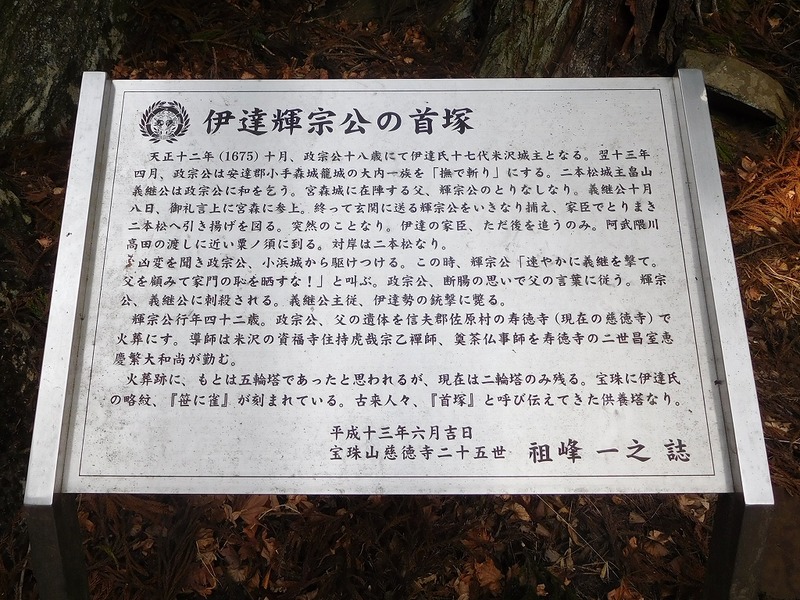 伊達輝宗公の首塚
天正十二年(1675)十月、政宗公十八歳にて伊達氏十七代米沢城主となる。翌十三年
四月、政宗公は安達郡小手森城籠城の大内一族を「撫で斬り」にする。二本松城主畠山
義継公は政宗公に和を乞う。宮森城に在陣する父、輝宗公のとりなしなり。義継公十月
八日、御礼言上に宮森に参上。終って玄関に送る輝宗公をいきなり捕え、家臣でとりまき
二本松へ引き揚げを図る。突然のことなり。伊達の家臣、ただ後を追うのみ。阿武隈川
高田の渡しに近い粟ノ須に到る。対岸は二本松なり。
凶変を聞き政宗公、小浜城から駆けつける。この時、輝宗公「速やかに義継を撃て。
父を顧みて家門の恥を晒すな!」と叫ぶ。政宗公、断腸の思いで父の言葉に従う。輝宗
公、義継公に刺殺される。義継公主従、伊達勢の銃撃に斃る。
輝宗公行年四十二歳。政宗公、父の遺体を信夫郡佐原村の寿徳寺(現在の慈徳寺)で
火葬にす。導師は米沢の資福寺住持虎哉宗乙禅師、奠茶仏事師を寿徳寺の二世昌室恵
慶繁大和尚が勤む。
火葬跡に、もとは五輪塔であったと思われるが、現在は二輪塔のみ残る。宝珠に伊達氏
の略紋、『笹に雀』が刻まれている。古来人々、『首塚』と呼び伝えてきた供養塔なり。
平成十三年六月吉日
宝珠山慈徳寺二十五世 祖峰 一之 誌